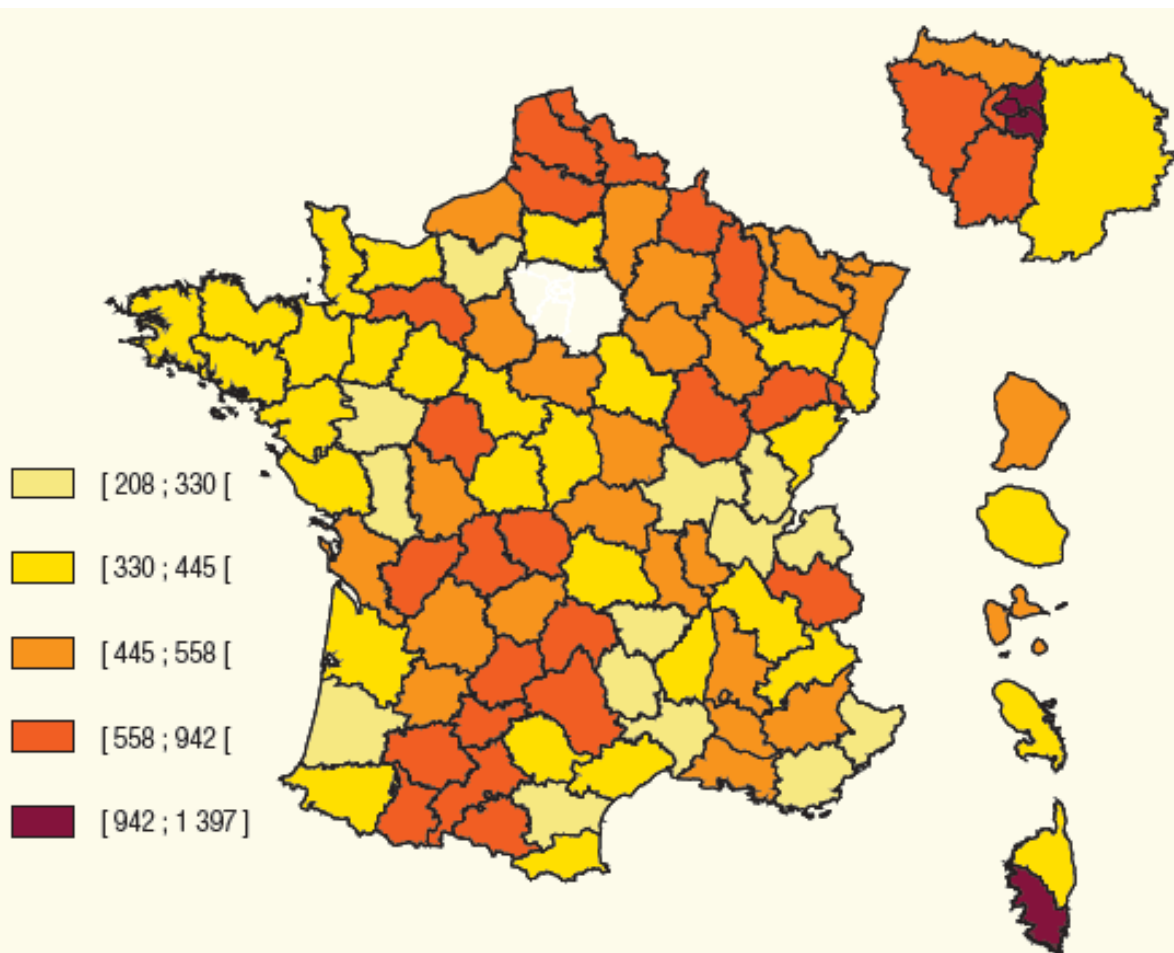 [ 208 ; 330 [
[ 330 ; 445 [
[ 445 ; 558 [
[ 558 ; 942 [
[ 942 ; 1 397 ]